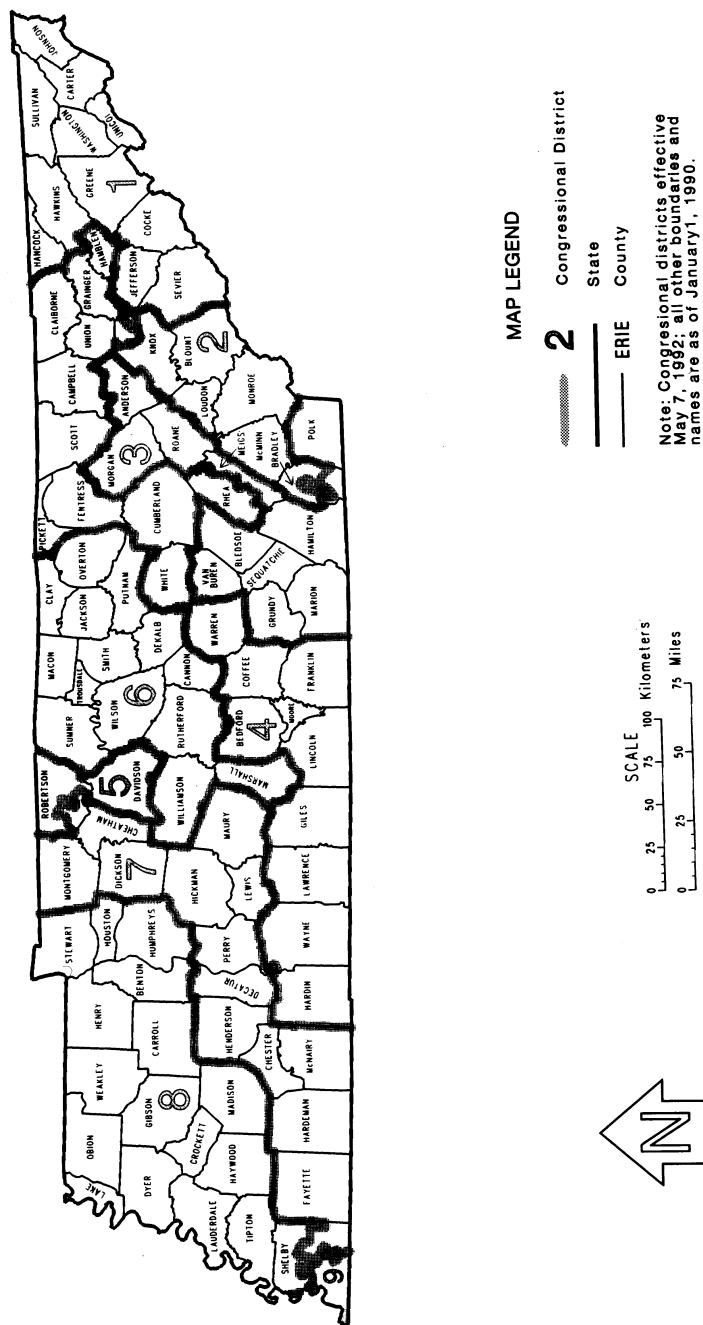 JOHNSON
CARTER
SULLIVAN
UNICOI
WASHINGTON
GREENE
1
HAWKINS
HANCOCK
COCKE
HAMBLEN
JEFFERSON
SEVIER
GRAINGER
CLAIBORNE
UNION
KNOX
BLOUNT
2
CAMPBELL
ANDERSON
LOUDON
MONROE
SCOTT
MORGAN
3
ROANE
MEIGS
McMINN
BRADLEY
POLK
FENTRESS
CUMBERLAND
RHEA
PICKETT
OVERTON
CLAY
JACKSON
PUTNAM
WHITE
VAN
BUREN
BLEDSOE
SEQUATCHIE
HAMILTON
MARION
GRUNDY
WARREN
DEKALB
SMITH
MACON
TROUSDALE
CANNON
COFFEE
FRANKLIN
SUMNER
WILSON
6
RUTHERFORD
BEDFORD
4
MOORE
LINCOLN
ROBERTSON
5
DAVIDSON
WILLIAMSON
MARSHALL
CHEATHAM
MAURY
GILES
MONTGOMERY
DICKSON
7
HICKMAN
LEWIS
LAWRENCE
STEWART
HOUSTON
HUMPHREYS
PERRY
WAYNE
BENTON
DECATUR
HARDIN
HENRY
CARROLL
HENDERSON
CHESTER
McNAIRY
WEAKLEY
GIBSON
8
MADISON
HARDEMAN
OBION
CROCKETT
HAYWOOD
FAYETTE
LAKE
DYER
LAUDERDALE
TIPTON
SHELBY
9
MAP LEGEND
2 Congressional District
State
ERIE County
Note: Congresional districts effective
May 7, 1992; all other boundaries and
names are as of January1, 1990.
SCALE
0 25 50 75 100 Kilometers
0 25 50 75 Miles
N